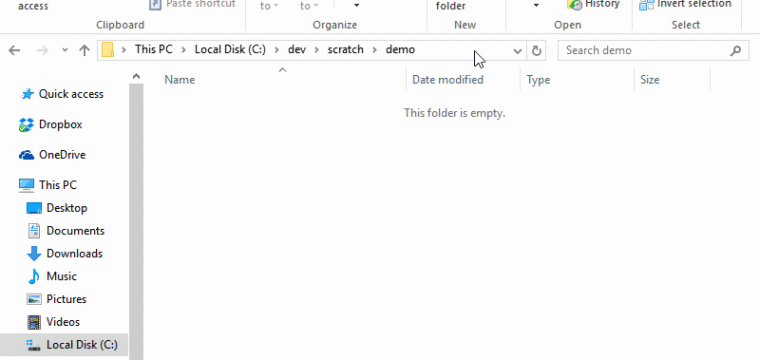 access
Paste shortcut
to
to
folder
History
Invert selection
Clipboard
Organize
New
Open
Select
This PC > Local Disk (C:) > dev > scratch > demo
Search demo
Name
Date modified
Type
Size
This folder is empty.
Quick access
Dropbox
OneDrive
This PC
Desktop
Documents
Downloads
Music
Pictures
Videos
Local Disk (C:)